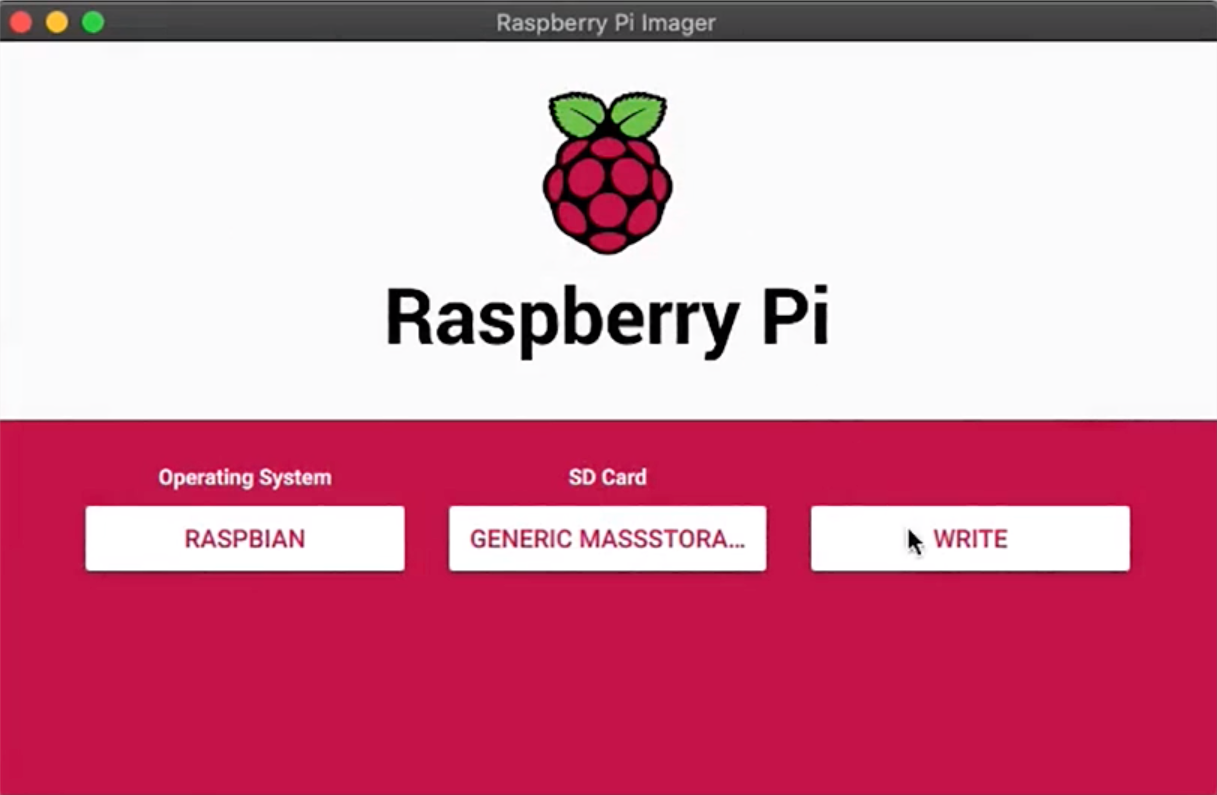 Raspberry Pi Imager
Raspberry Pi
Operating System
SD Card
RASPBIAN
GENERIC MASSSTORA...
WRITE